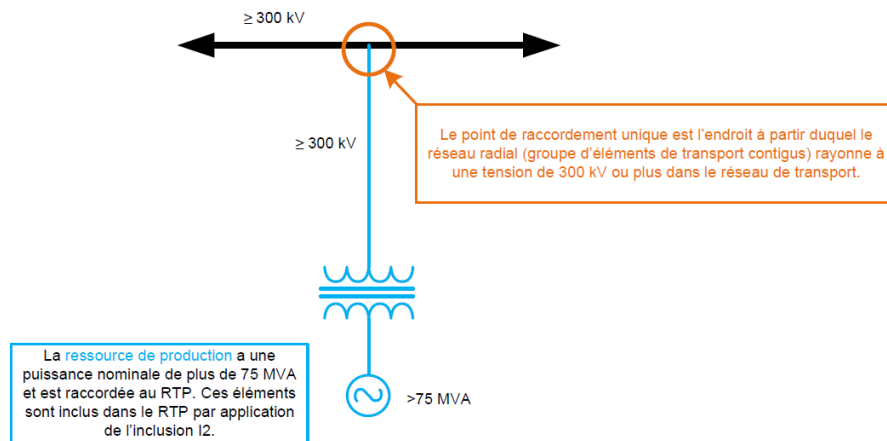 ≥ 300 kV
≥ 300 kV
Le point de raccordement unique est l’endroit à partir duquel le
réseau radial (groupe d’éléments de transport contigus) rayonne à
une tension de 300 kV ou plus dans le réseau de transport.
La ressource de production a une
puissance nominale de plus de 75 MVA
et est raccordée au RTP. Ces éléments
sont inclus dans le RTP par application
de l’inclusion I2.
>75 MVA